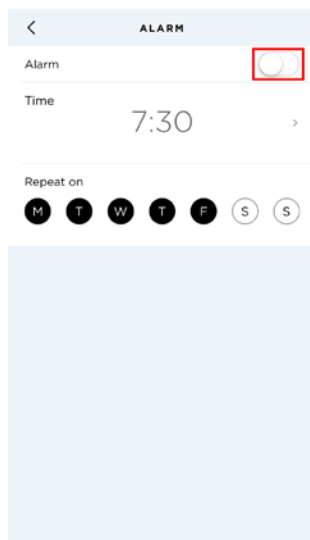 ALARM
Alarm
Time
7:30
Repeat on
M T W T F S S